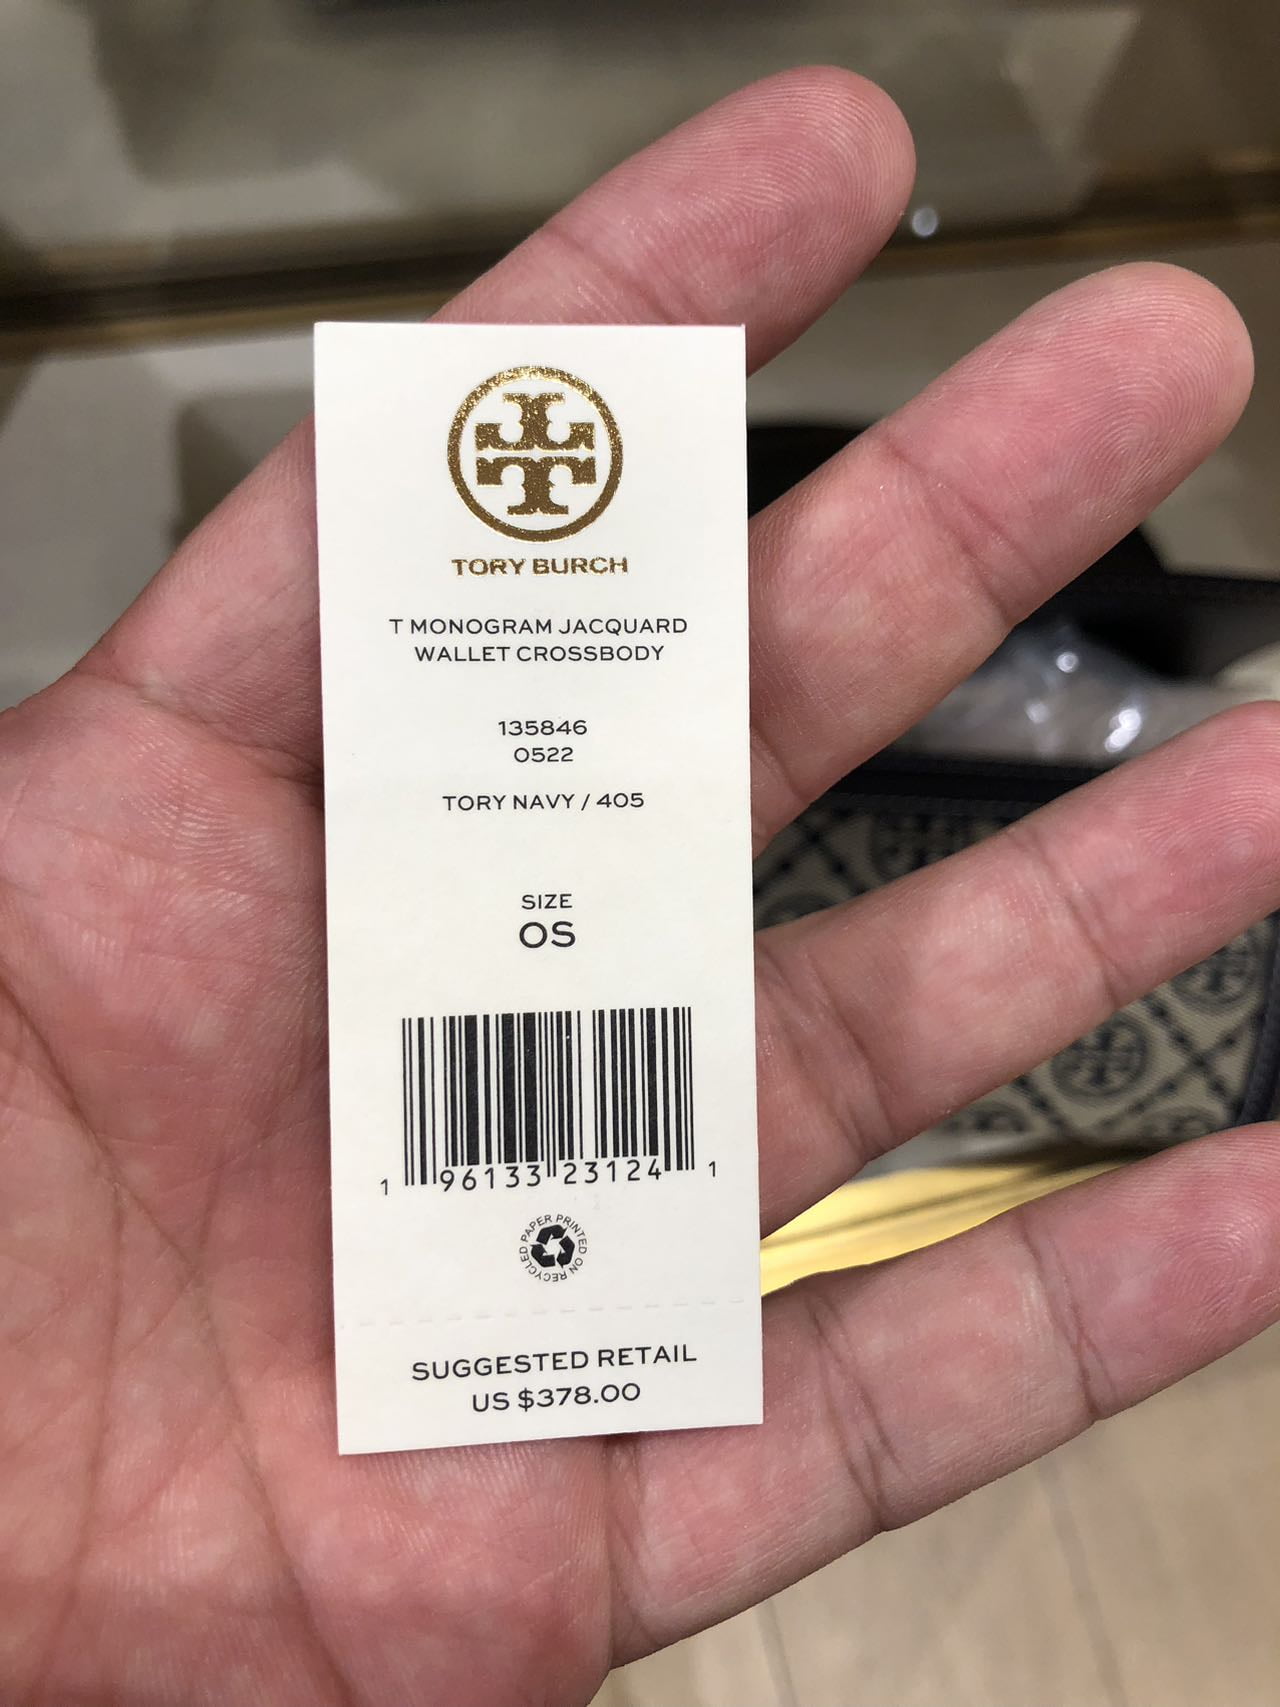 TORY BURCH
T MONOGRAM JACQUARD
WALLET CROSSBODY
135846
0522
TORY NAVY / 405
SIZE
OS
1 96133 23124 1
PAPER PRINTED ON RECYCLED
SUGGESTED RETAIL
US $378.00